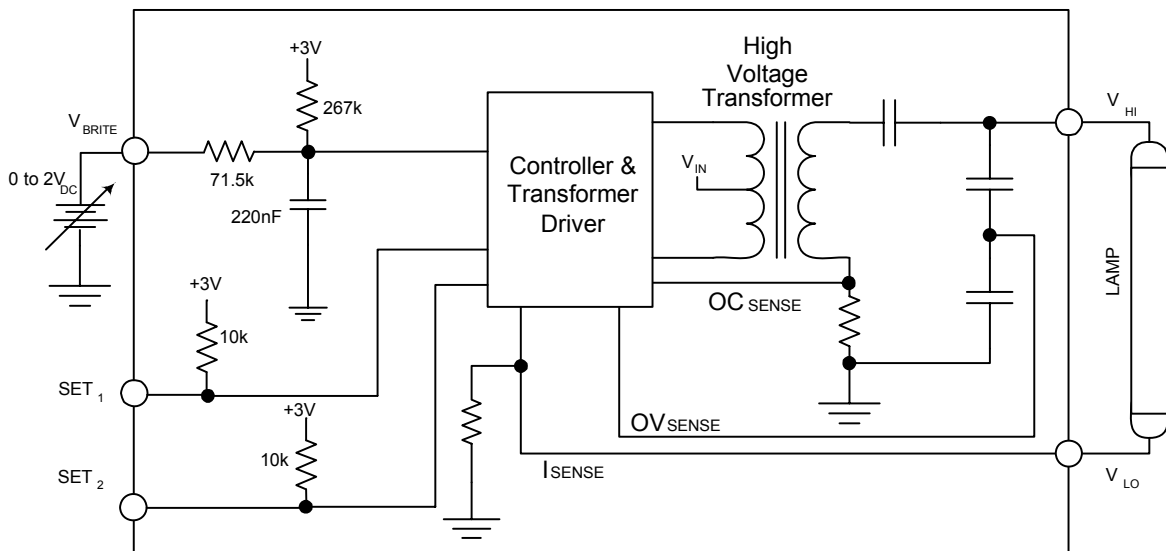 +3V
267k
V BRITE
71.5k
0 to 2V DC
220nF
+3V
10k
SET 1
+3V
10k
SET 2
Controller &
Transformer
Driver
High
Voltage
Transformer
V IN
OC SENSE
OV SENSE
I SENSE
V HI
LAMP
V LO